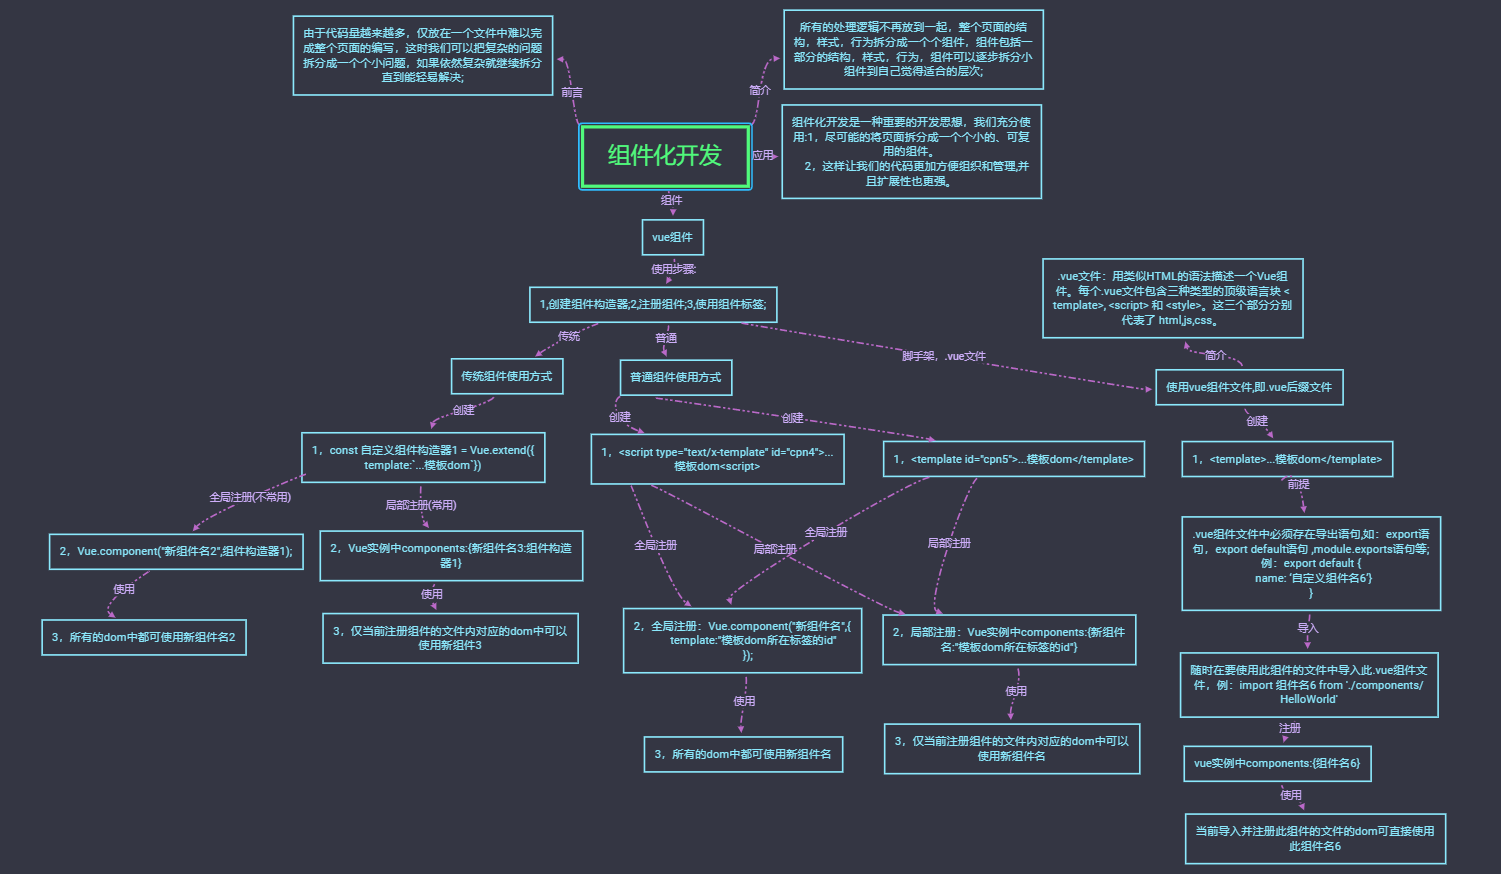 由于代码量越来越多，仅放在一个文件中难以完
成整个页面的编写，这时我们可以把复杂的问题
拆分成一个个小问题，如果依然复杂就继续拆分
直到能轻易解决;
前言
所有的处理逻辑不再放到一起，整个页面的结
构，样式，行为拆分成一个个组件，组件包括一
部分的结构，样式，行为，组件可以逐步拆分小
组件到自己觉得适合的层次;
简介
组件化开发
应用
组件化开发是一种重要的开发思想，我们充分使
用:1，尽可能的将页面拆分成一个个小的、可复
用的组件。
2，这样让我们的代码更加方便组织和管理,并
且扩展性也更强。
组件
vue组件
使用步骤:
1,创建组件构造器;2,注册组件;3,使用组件标签;
传统
普通
脚手架，.vue文件
传统组件使用方式
创建
1，const 自定义组件构造器1 = Vue.extend({
template:`...模板dom`})
全局注册(不常用)
局部注册(常用)
2，Vue.component("新组件名2",组件构造器1);
使用
3，所有的dom中都可使用新组件名2
2，Vue实例中components:{新组件名3:组件构造
器1}
使用
3，仅当前注册组件的文件内对应的dom中可以
使用新组件3
普通组件使用方式
创建
创建
1，<script type="text/x-template" id="cpn4">...
模板dom<script>
1，<template id="cpn5">...模板dom</template>
全局注册
局部注册
全局注册
局部注册
2，全局注册：Vue.component("新组件名",{
template:"模板dom所在标签的id"
});
使用
3，所有的dom中都可使用新组件名
2，局部注册：Vue实例中components:{新组件
名:"模板dom所在标签的id"}
使用
3，仅当前注册组件的文件内对应的dom中可以
使用新组件名
.vue文件：用类似HTML的语法描述一个Vue组
件。每个.vue文件包含三种类型的顶级语言块 <
template>, <script> 和 <style>。这三个部分分别
代表了 html,js,css。
简介
使用vue组件文件,即.vue后缀文件
创建
1，<template>...模板dom</template>
前提
.vue组件文件中必须存在导出语句,如：export语
句，export default语句 ,module.exports语句等;
例：export default {
name: '自定义组件名6'}
}
导入
随时在要使用此组件的文件中导入此.vue组件文
件，例：import 组件名6 from './components/
HelloWorld'
注册
vue实例中components:{组件名6}
使用
当前导入并注册此组件的文件的dom可直接使用
此组件名6